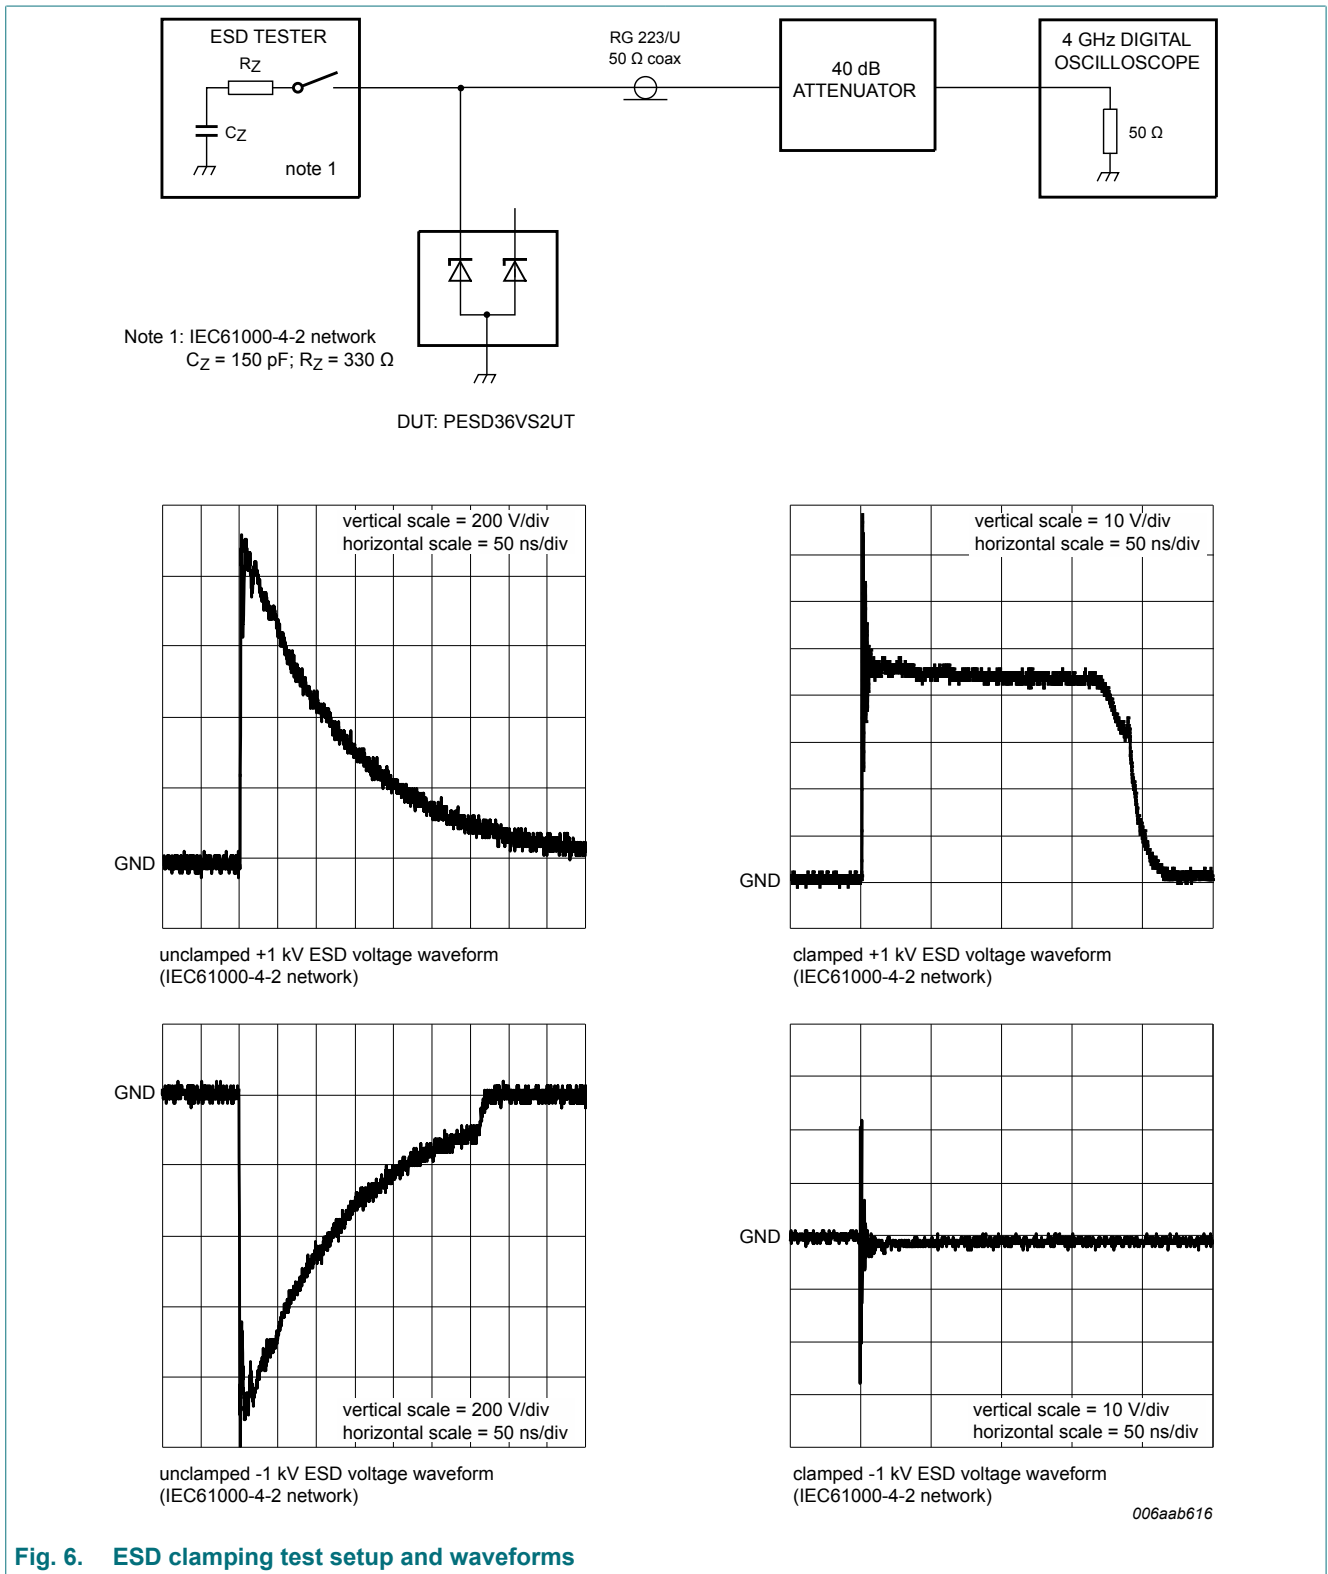 ESD TESTER
RZ
CZ
note 1
RG 223/U
50 Ω coax
40 dB
ATTENUATOR
4 GHz DIGITAL
OSCILLOSCOPE
50 Ω
Note 1: IEC61000-4-2 network
CZ = 150 pF; RZ = 330 Ω
DUT: PESD36VS2UT
vertical scale = 200 V/div
horizontal scale = 50 ns/div
GND
unclamped +1 kV ESD voltage waveform
(IEC61000-4-2 network)
vertical scale = 10 V/div
horizontal scale = 50 ns/div
GND
clamped +1 kV ESD voltage waveform
(IEC61000-4-2 network)
GND
vertical scale = 200 V/div
horizontal scale = 50 ns/div
unclamped -1 kV ESD voltage waveform
(IEC61000-4-2 network)
GND
vertical scale = 10 V/div
horizontal scale = 50 ns/div
clamped -1 kV ESD voltage waveform
(IEC61000-4-2 network)
006aab616
Fig. 6. ESD clamping test setup and waveforms